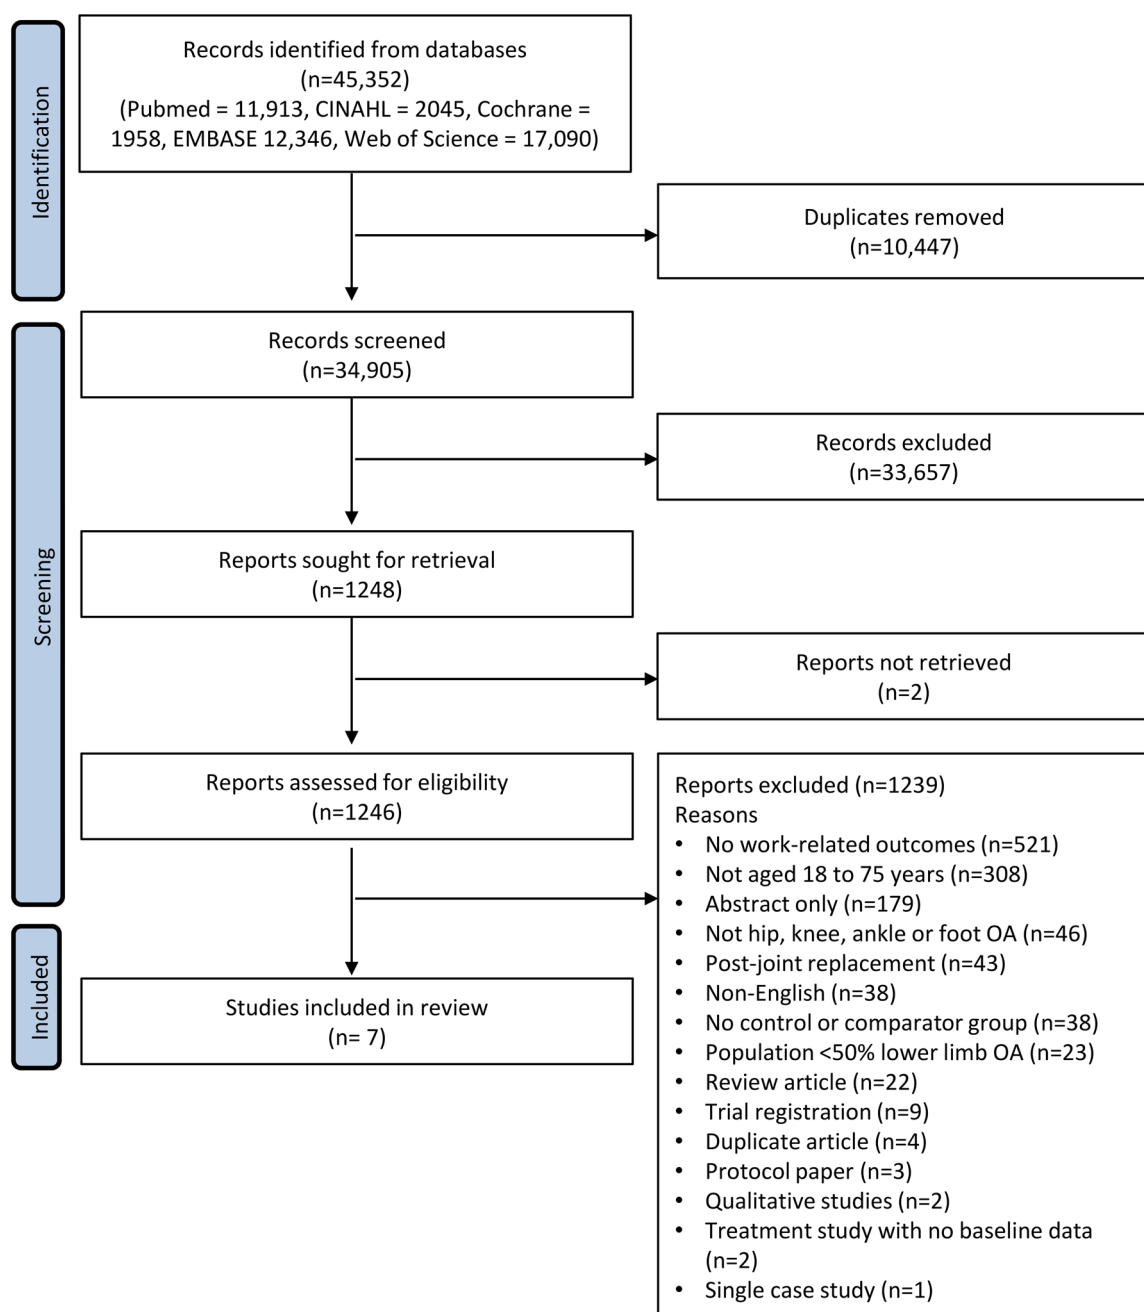 Identification
Records identified from databases
(n=45,352)
(Pubmed = 11,913, CINAHL = 2045, Cochrane =
1958, EMBASE 12,346, Web of Science = 17,090)
Duplicates removed
(n=10,447)
Screening
Records screened
(n=34,905)
Records excluded
(n=33,657)
Reports sought for retrieval
(n=1248)
Reports not retrieved
(n=2)
Reports assessed for eligibility
(n=1246)
Reports excluded (n=1239)
Reasons
• No work-related outcomes (n=521)
• Not aged 18 to 75 years (n=308)
• Abstract only (n=179)
• Not hip, knee, ankle or foot OA (n=46)
• Post-joint replacement (n=43)
• Non-English (n=38)
• No control or comparator group (n=38)
• Population <50% lower limb OA (n=23)
• Review article (n=22)
• Trial registration (n=9)
• Duplicate article (n=4)
• Protocol paper (n=3)
• Qualitative studies (n=2)
• Treatment study with no baseline data
(n=2)
• Single case study (n=1)
Included
Studies included in review
(n= 7)